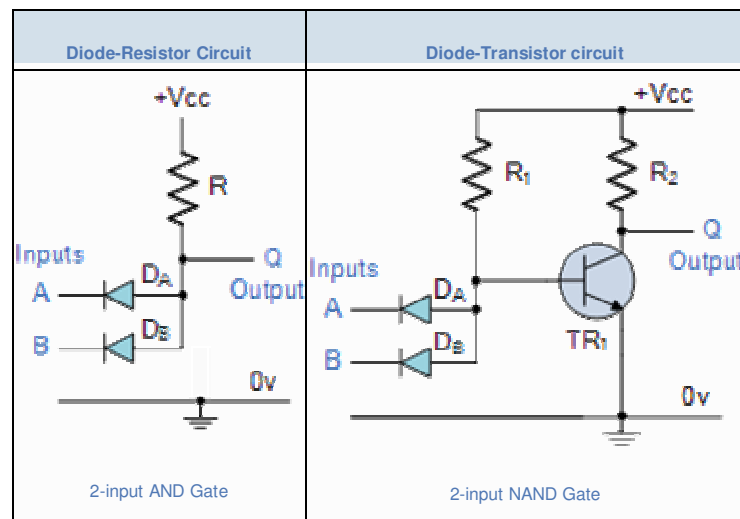 Diode-Resistor Circuit
Diode-Transistor circuit
+Vcc
R
Inputs
Q
Output
A
DA
B
DB
0v
2-input AND Gate
+Vcc
R1
R2
Q
Output
Inputs
A
DA
B
DB
TR1
0v
2-input NAND Gate